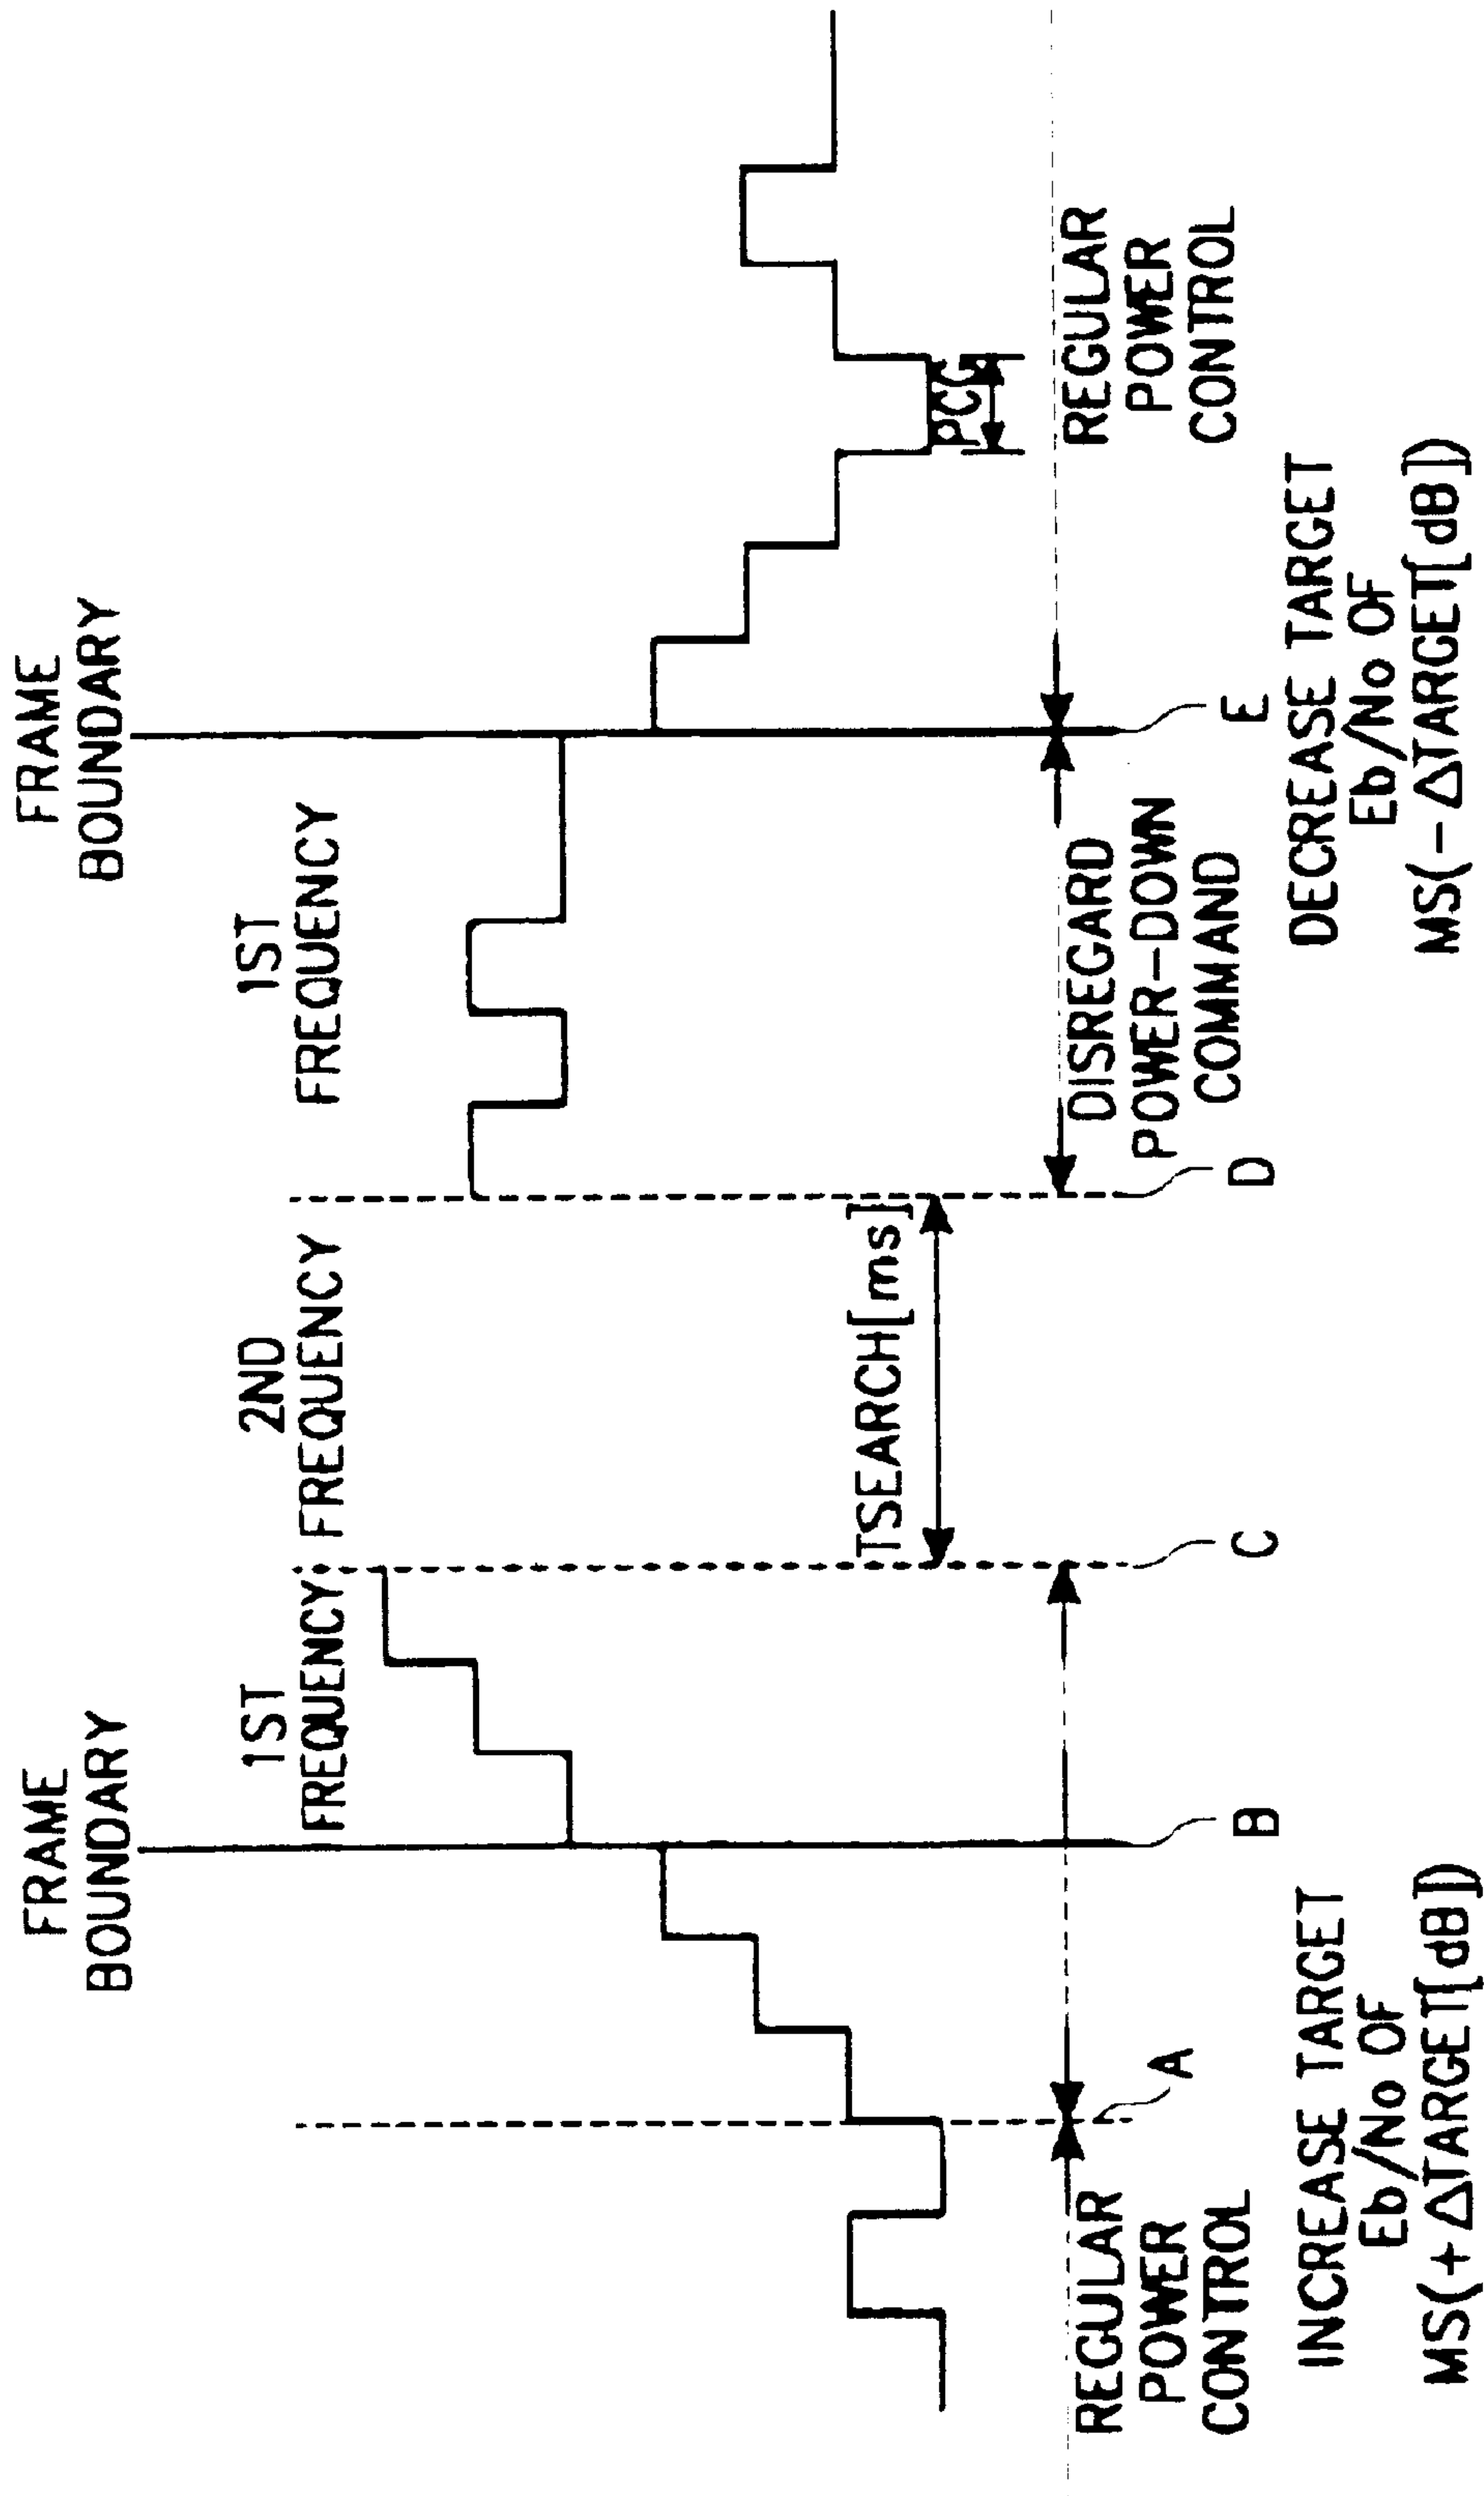 FRAME
BOUNDARY
FRAME
BOUNDARY
1ST
FREQUENCY
2ND
FREQUENCY
1ST
FREQUENCY
TSEARCH[ms]
PCG
REGULAR
POWER
CONTROL
DISREGARD
POWER-DOWN
COMMAND
REGULAR
POWER
CONTROL
A
B
C
D
E
INCREASE TARGET
Eb/No OF
MS(+ΔTARGET[dB])
DECREASE TARGET
Eb/No OF
MS(-ΔTARGET[dB])